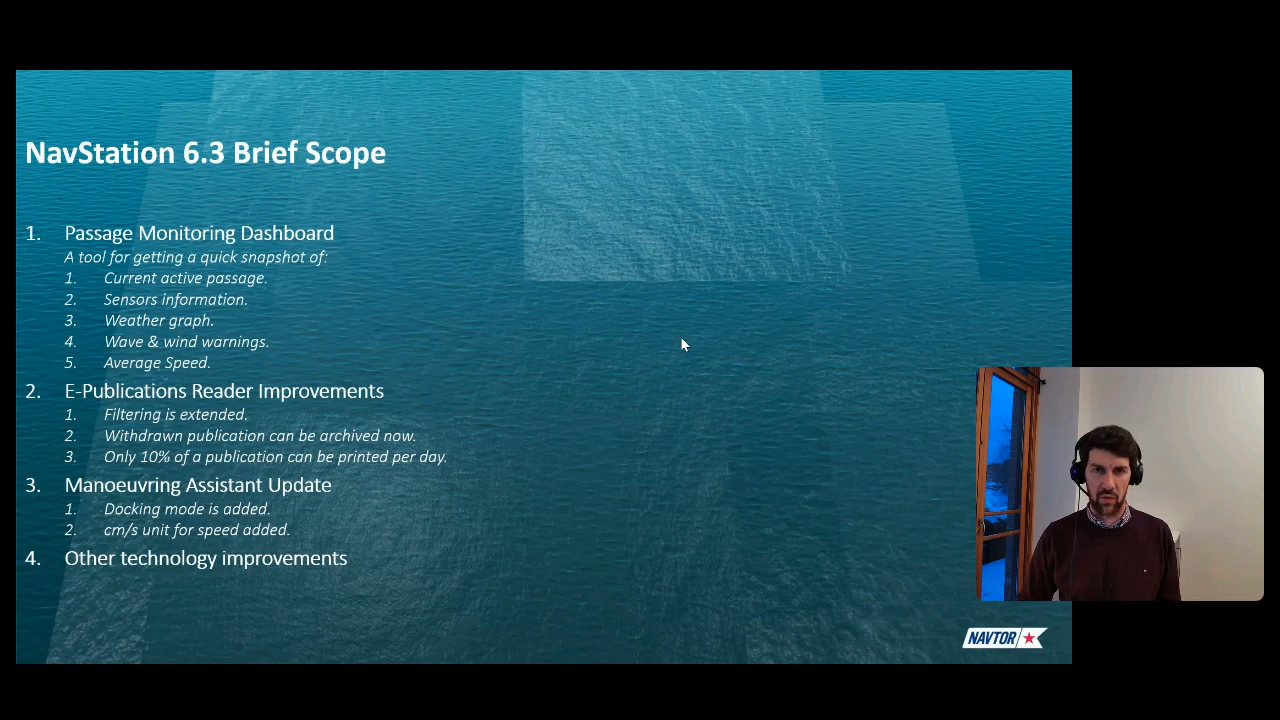 NavStation 6.3 Brief Scope
1. Passage Monitoring Dashboard
A tool for getting a quick snapshot of:
1. Current active passage.
2. Sensors information.
3. Weather graph.
4. Wave & wind warnings.
5. Average Speed.
2. E-Publications Reader Improvements
1. Filtering is extended.
2. Withdrawn publication can be archived now.
3. Only 10% of a publication can be printed per day.
3. Manoeuvring Assistant Update
1. Docking mode is added.
2. cm/s unit for speed added.
4. Other technology improvements
NAVTOR